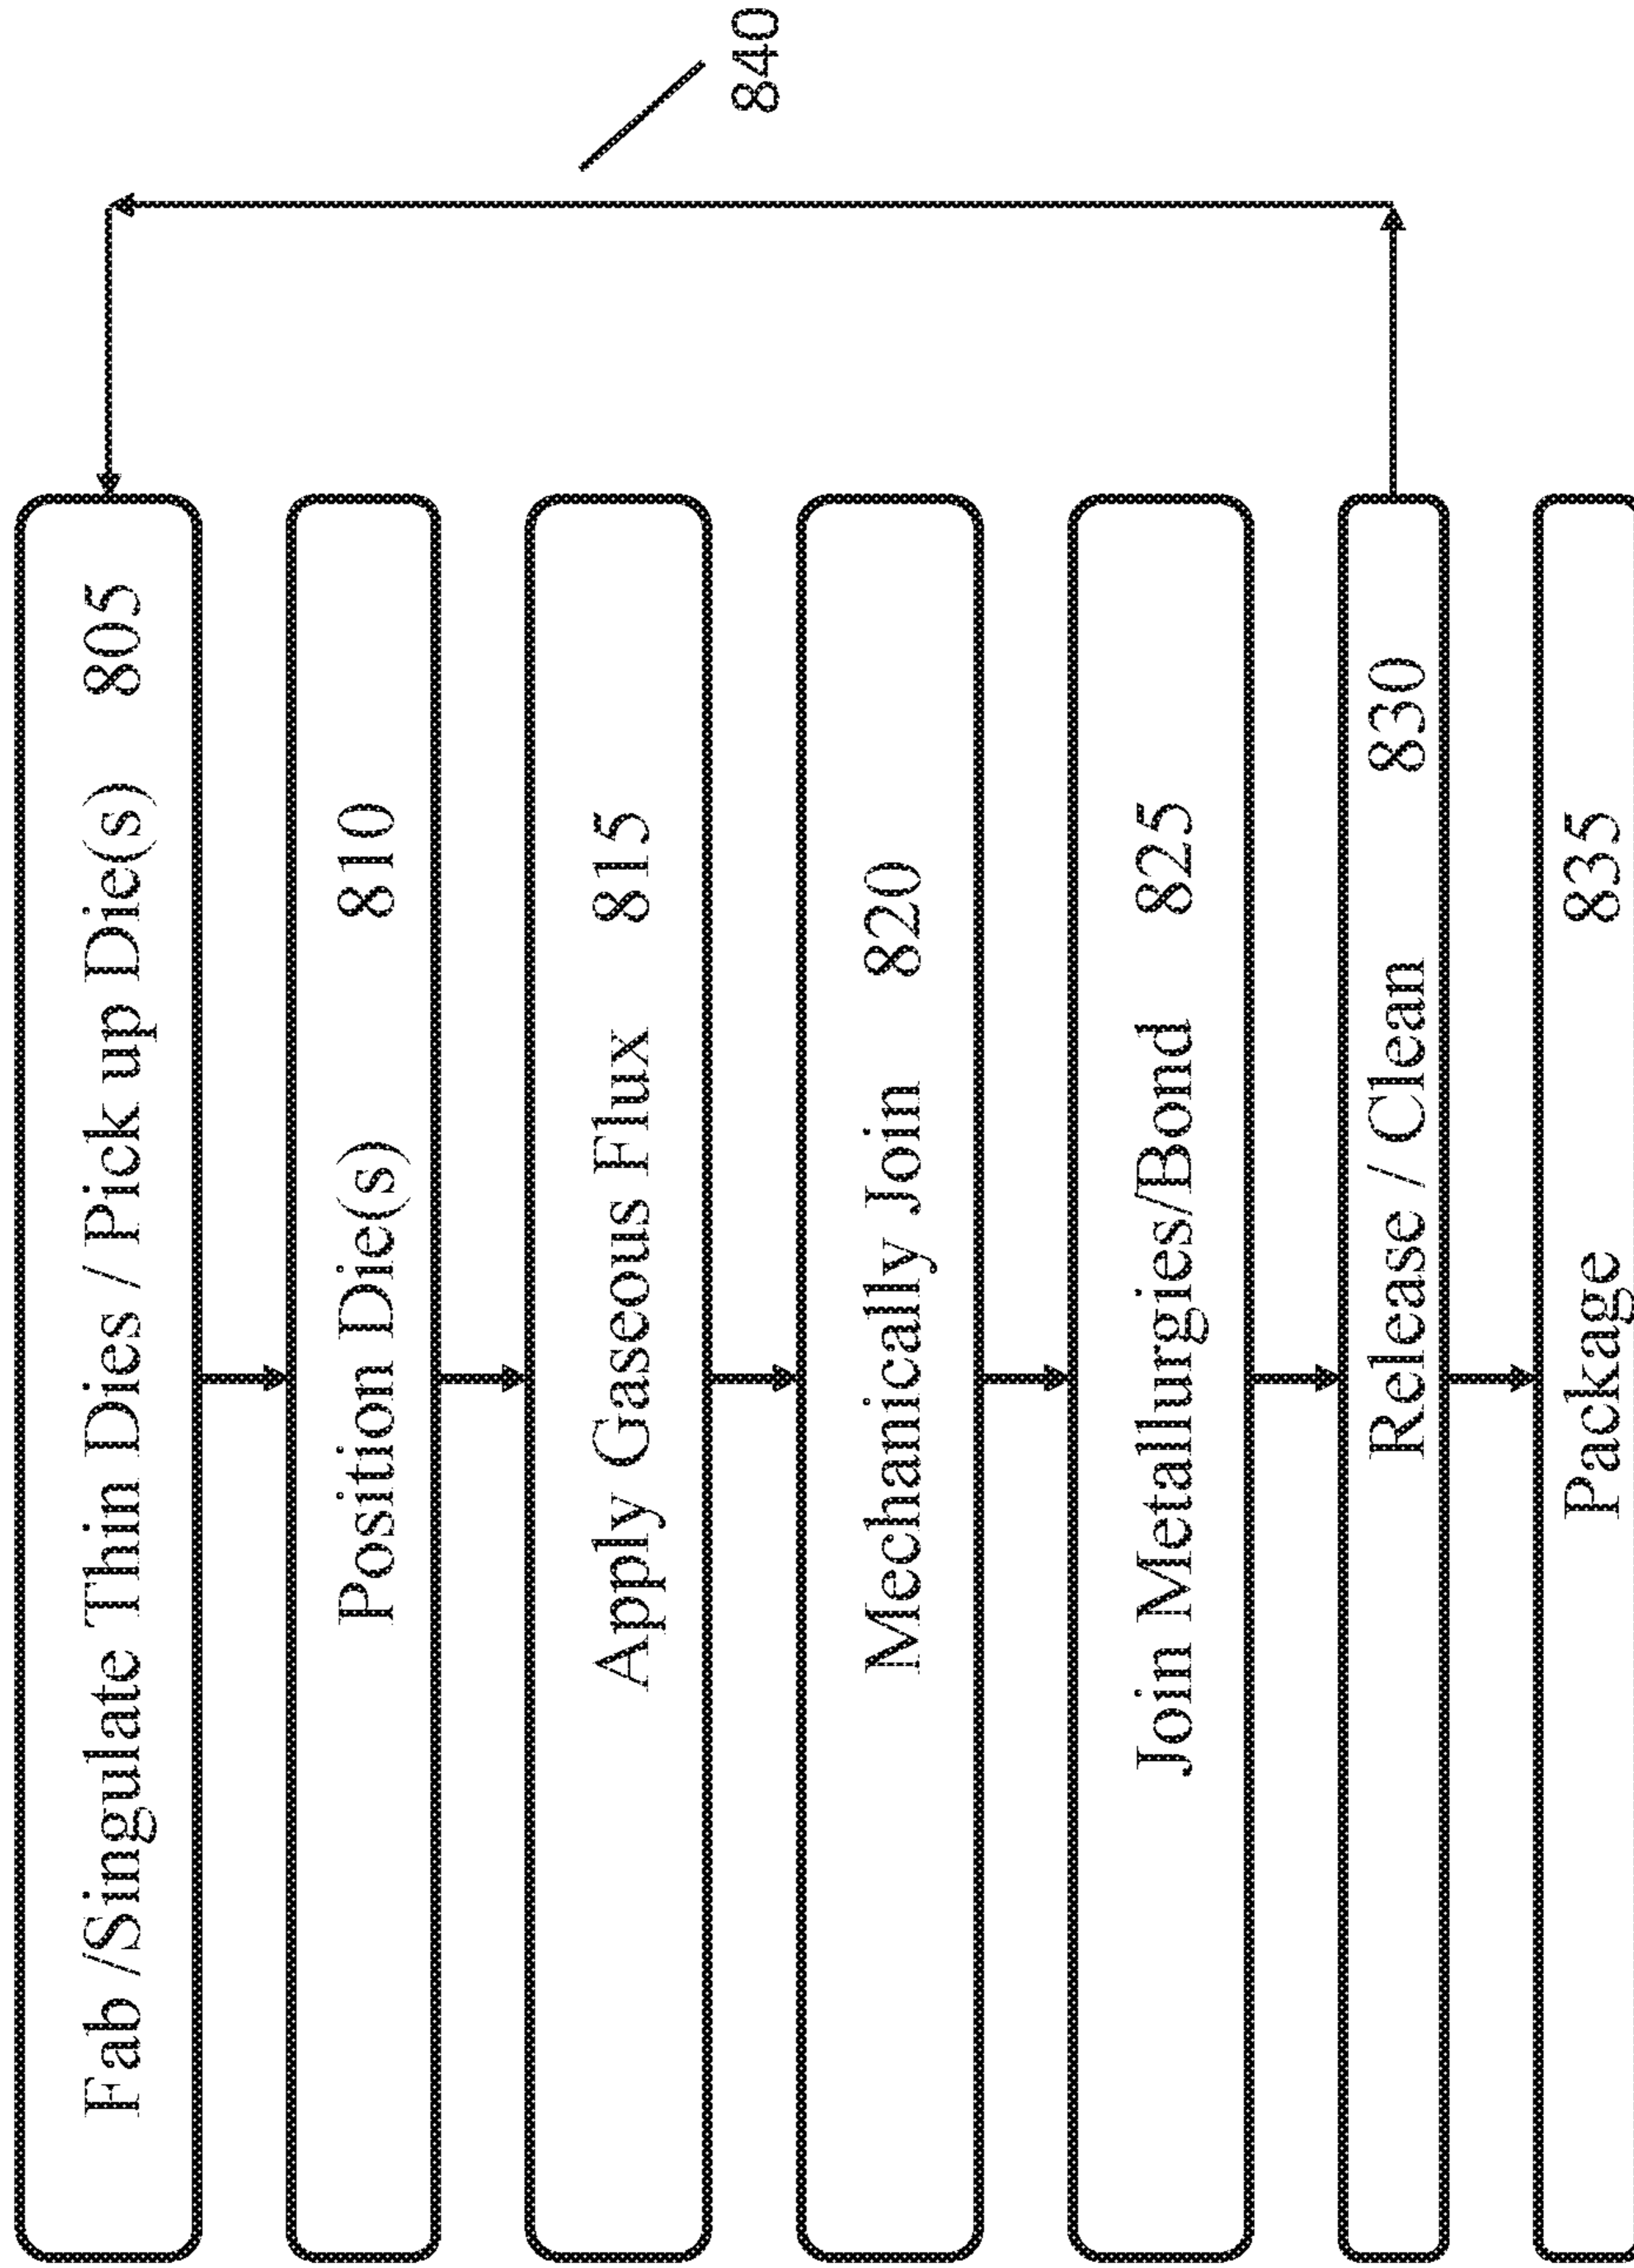 Fab /Singulate Thin Dies / Pick up Die(s) 805
Position Die(s) 810
Apply Gaseous Flux 815
Mechanically Join 820
Join Metallurgies/Bond 825
Release / Clean 830
Package 835
840